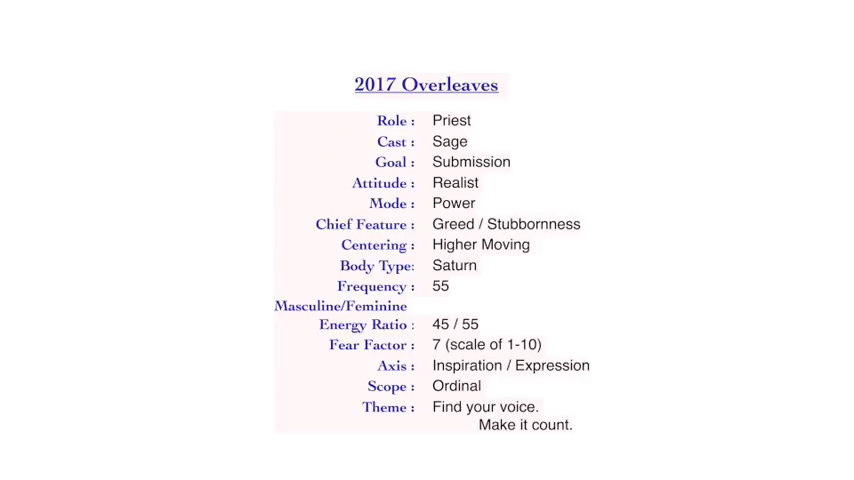 2017 Overleaves
Role : Priest
Cast : Sage
Goal : Submission
Attitude : Realist
Mode : Power
Chief Feature : Greed / Stubbornness
Centering : Higher Moving
Body Type: Saturn
Frequency : 55
Masculine/Feminine
Energy Ratio : 45 / 55
Fear Factor : 7 (scale of 1-10)
Axis : Inspiration / Expression
Scope : Ordinal
Theme : Find your voice.
Make it count.